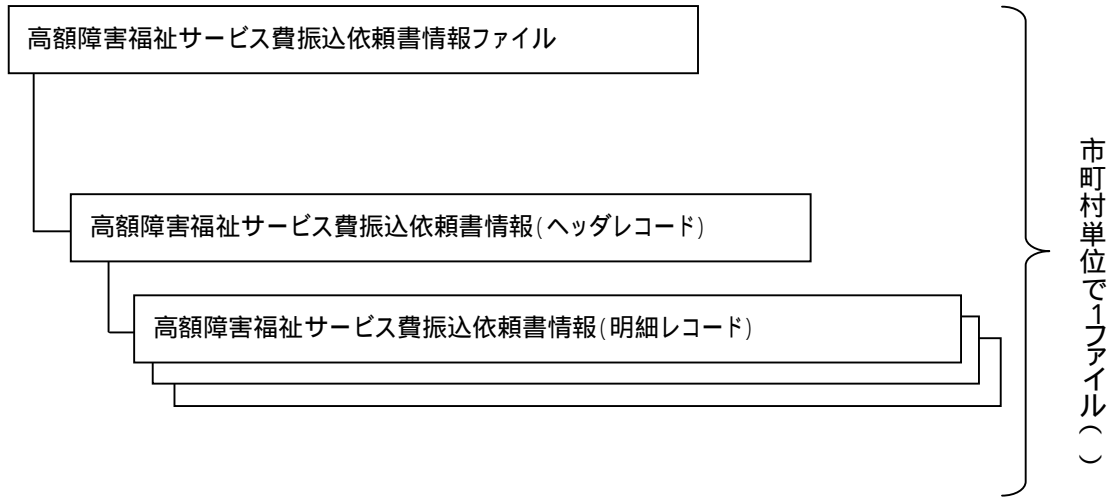 高額障害福祉サービス費振込依頼書情報ファイル
高額障害福祉サービス費振込依頼書情報(ヘッダレコード)
高額障害福祉サービス費振込依頼書情報(明細レコード)
市町村単位で1ファイル( )